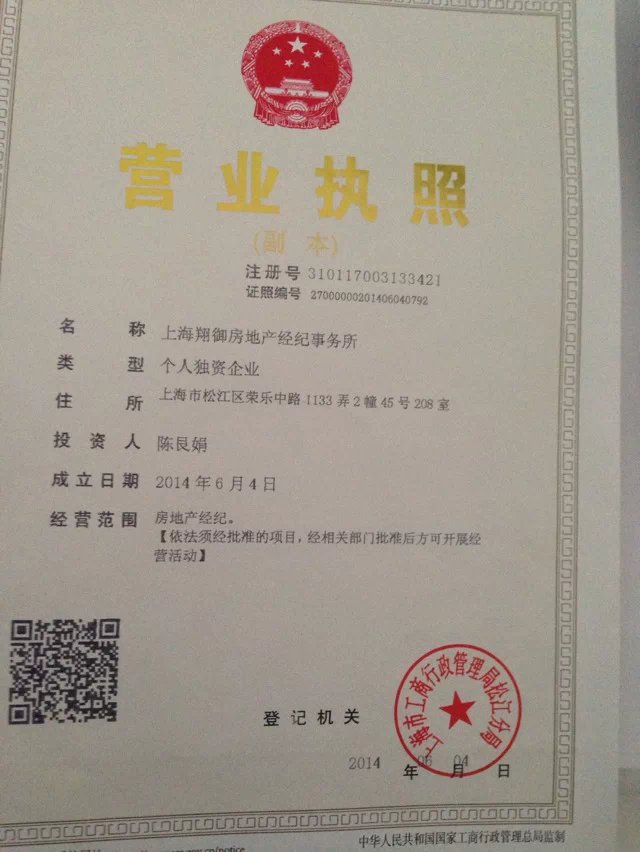 营业执照
(副本)
注册号 310117003133421
证照编号 27000000201406040792
名称 上海翔御房地产经纪事务所
类型 个人独资企业
住所 上海市松江区荣乐中路1133弄2幢45号208室
投资人 陈艮娟
成立日期 2014年6月4日
经营范围 房地产经纪。
【依法须经批准的项目，经相关部门批准后方可开展经
营活动】
上海市工商行政管理局松江分局
登记机关
2014年06月04日
中华人民共和国国家工商行政管理总局监制